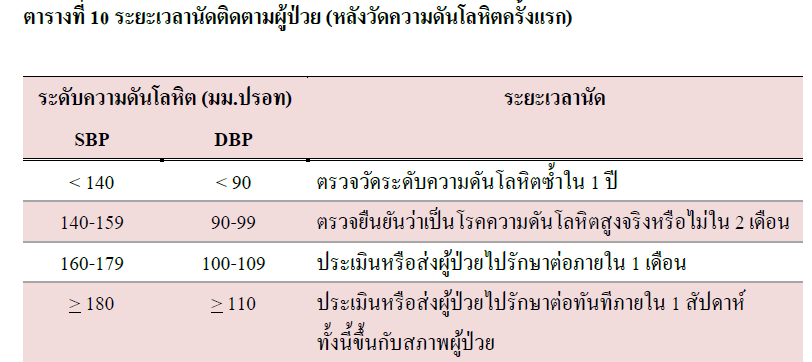 ตารางที่ 10 ระยะเวลานัดติดตามผู้ป่วย (หลังวัดความดันโลหิตครั้งแรก)
ระดับความดันโลหิต (มม.ปรอท) ระยะเวลานัด
SBP DBP
< 140 < 90 ตรวจวัดระดับความดันโลหิตซ้ำใน 1 ปี
140-159 90-99 ตรวจยืนยันว่าเป็นโรคความดันโลหิตสูงจริงหรือไม่ใน 2 เดือน
160-179 100-109 ประเมินหรือส่งผู้ป่วยไปรักษาต่อภายใน 1 เดือน
≥ 180 ≥ 110 ประเมินหรือส่งผู้ป่วยไปรักษาต่อทันทีภายใน 1 สัปดาห์
ทั้งนี้ขึ้นกับสภาพผู้ป่วย